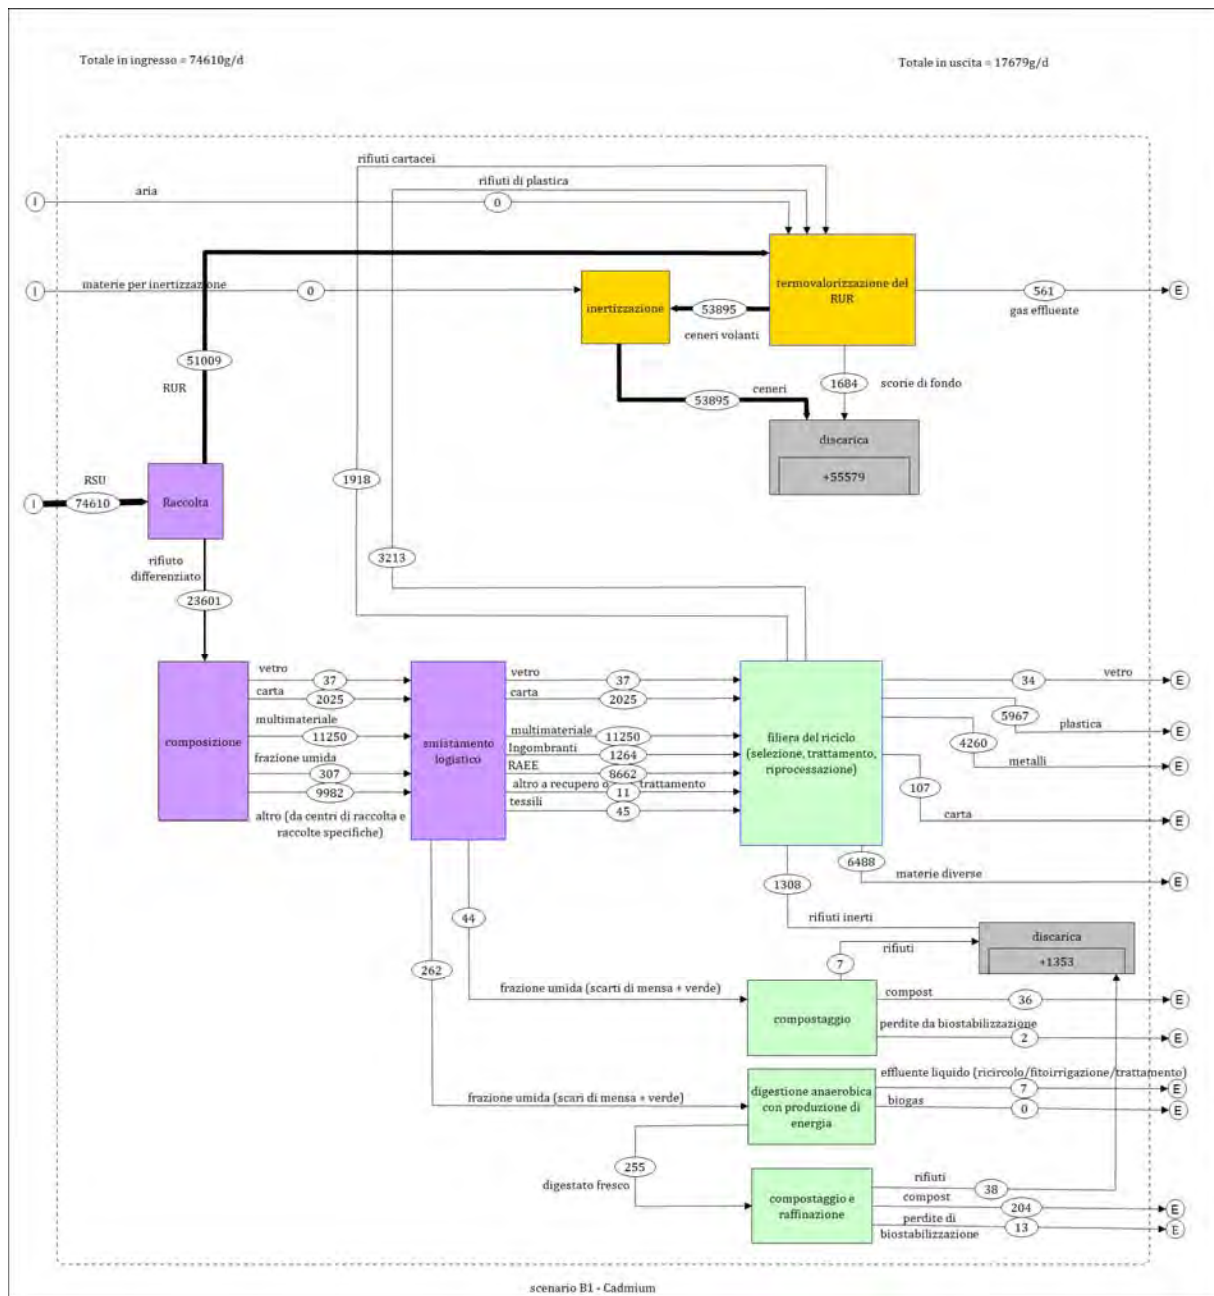 Totale in ingresso = 74610g/d
Totale in uscita = 17679g/d
rifiuti cartacei
rifiuti di plastica
aria
I
0
materie per inertizzazione
I
0
inertizzazione
53895
ceneri volanti
termovalorizzazione del
RUR
561
E
gas effluente
51009
RUR
1684
scorie di fondo
ceneri
53895
discarica
+55579
RSU
I
74610
Raccolta
1918
3213
rifiuto
differenziato
23601
composizione
vetro
37
carta
2025
multimateriale
11250
frazione umida
307
9982
altro (da centri di raccolta e
raccolte specifiche)
smistamento
logistico
vetro
37
carta
2025
multimateriale
11250
Ingombranti
1264
RAEE
8662
altro a recupero o trattamento
11
tessili
45
filiera del riciclo
(selezione, trattamento,
riprocessazione)
34
vetro
E
5967
plastica
E
4260
metalli
E
107
carta
E
6488
materie diverse
E
1308
rifiuti inerti
44
262
discarica
+1353
rifiuti
7
frazione umida (scarti di mensa + verde)
compostaggio
compost
36
E
perdite da biostabilizzazione
2
E
effluente liquido (ricircolo/fitoirrigazione/trattamento)
7
E
biogas
0
E
frazione umida (scari di mensa + verde)
digestione anaerobica
con produzione di
energia
255
digestato fresco
compostaggio e
raffinazione
rifiuti
38
compost
204
E
perdite di
biostabilizzazione
13
E
scenario B1 - Cadmium